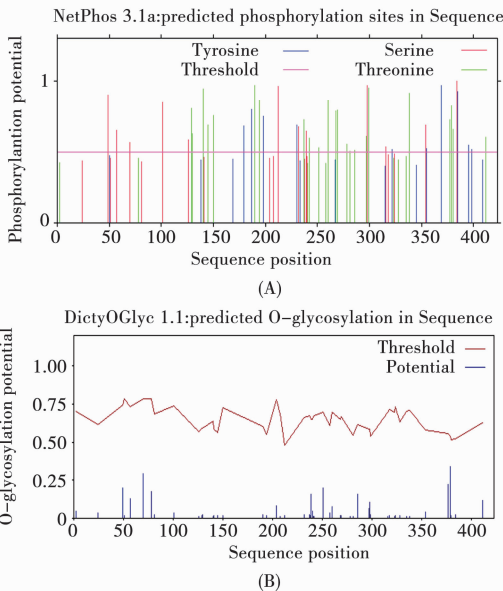 NetPhos 3.1a:predicted phosphorylation sites in Sequence
Tyrosine Serine
Threshold Threonine
Phosphorylantion potential
1
0
0 50 100 150 200 250 300 350 400
Sequence position
(A)
DictyOGlyc 1.1:predicted O-glycosylation in Sequence
Threshold
Potential
O-glycosylation potential
1.00
0.75
0.50
0.25
0
0 50 100 150 200 250 300 350 400
Sequence position
(B)